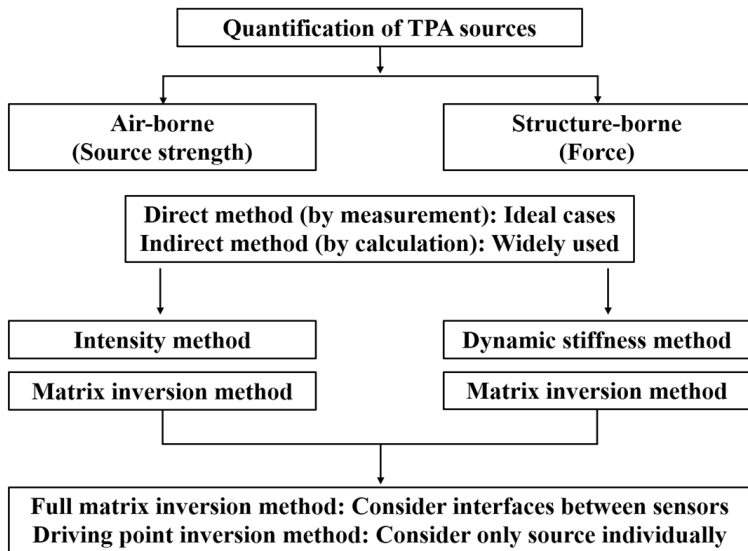 Quantification of TPA sources
Air-borne
(Source strength)
Structure-borne
(Force)
Direct method (by measurement): Ideal cases
Indirect method (by calculation): Widely used
Intensity method
Dynamic stiffness method
Matrix inversion method
Matrix inversion method
Full matrix inversion method: Consider interfaces between sensors
Driving point inversion method: Consider only source individually